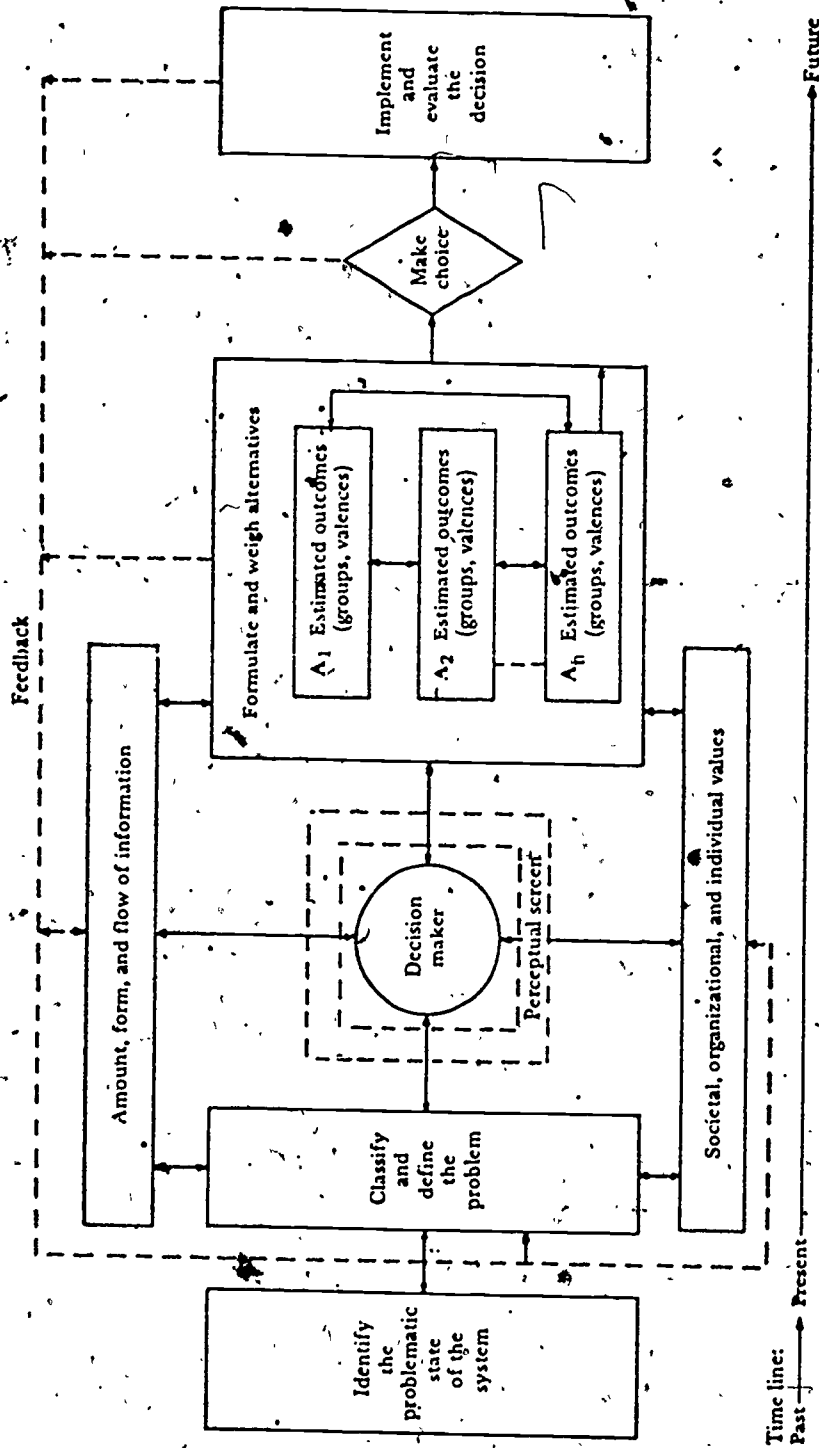 Feedback
Amount, form, and flow of information
Identify
the
problematic
state
of the
system
Classify
and
define
the
problem
Decision
maker
Perceptual screen
Formulate and weigh alternatives
A1 Estimated outcomes
(groups, valences)
A2 Estimated outcomes
(groups, valences)
Ah Estimated outcomes
(groups, valences)
Make
choice
Implement
and
evaluate
the
decision
Societal, organizational, and individual values
Time line:
Past Present Future